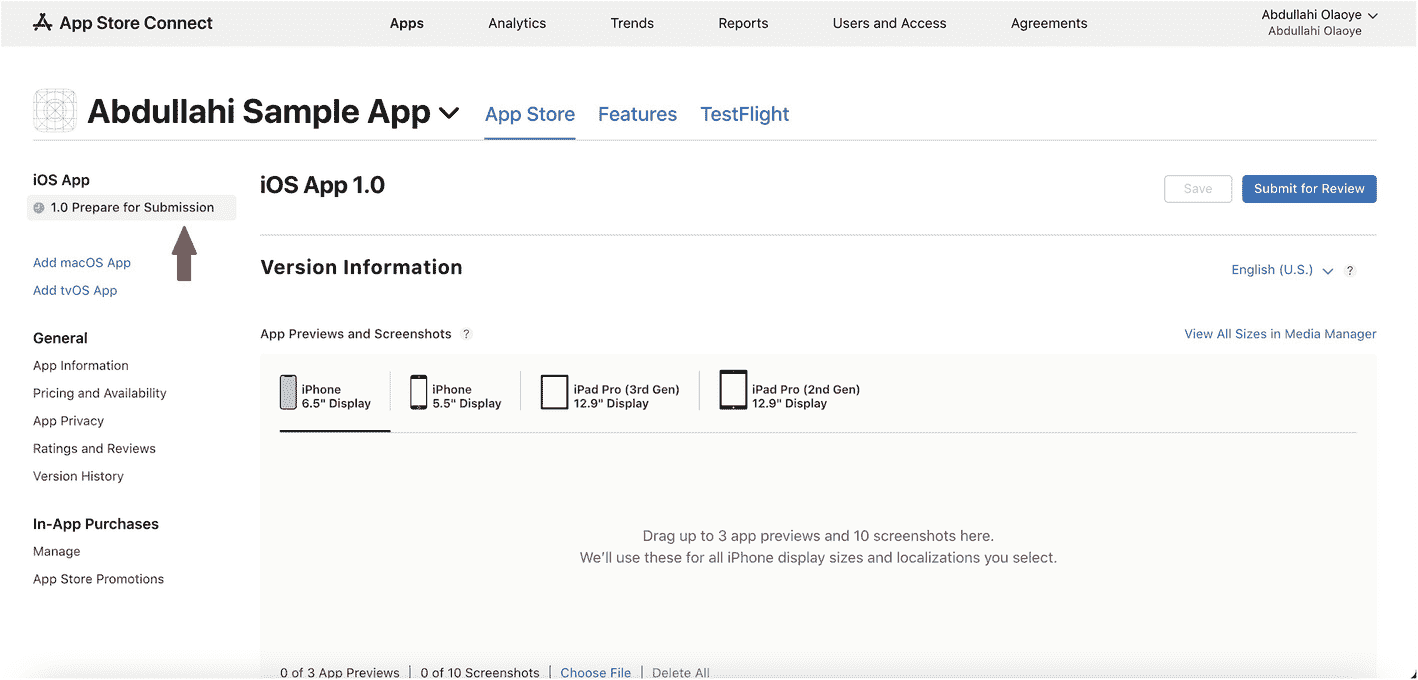 App Store Connect
Apps
Analytics
Trends
Reports
Users and Access
Agreements
Abdullahi Olaoye
Abdullahi Olaoye
Abdullahi Sample App
App Store
Features
TestFlight
iOS App
1.0 Prepare for Submission
Add macOS App
Add tvOS App
General
App Information
Pricing and Availability
App Privacy
Ratings and Reviews
Version History
In-App Purchases
Manage
App Store Promotions
iOS App 1.0
Save
Submit for Review
Version Information
English (U.S.)
?
App Previews and Screenshots
?
View All Sizes in Media Manager
iPhone
6.5" Display
iPhone
5.5" Display
iPad Pro (3rd Gen)
12.9" Display
iPad Pro (2nd Gen)
12.9" Display
Drag up to 3 app previews and 10 screenshots here.
We'll use these for all iPhone display sizes and localizations you select.
0 of 3 App Previews
0 of 10 Screenshots
Choose File
Delete All